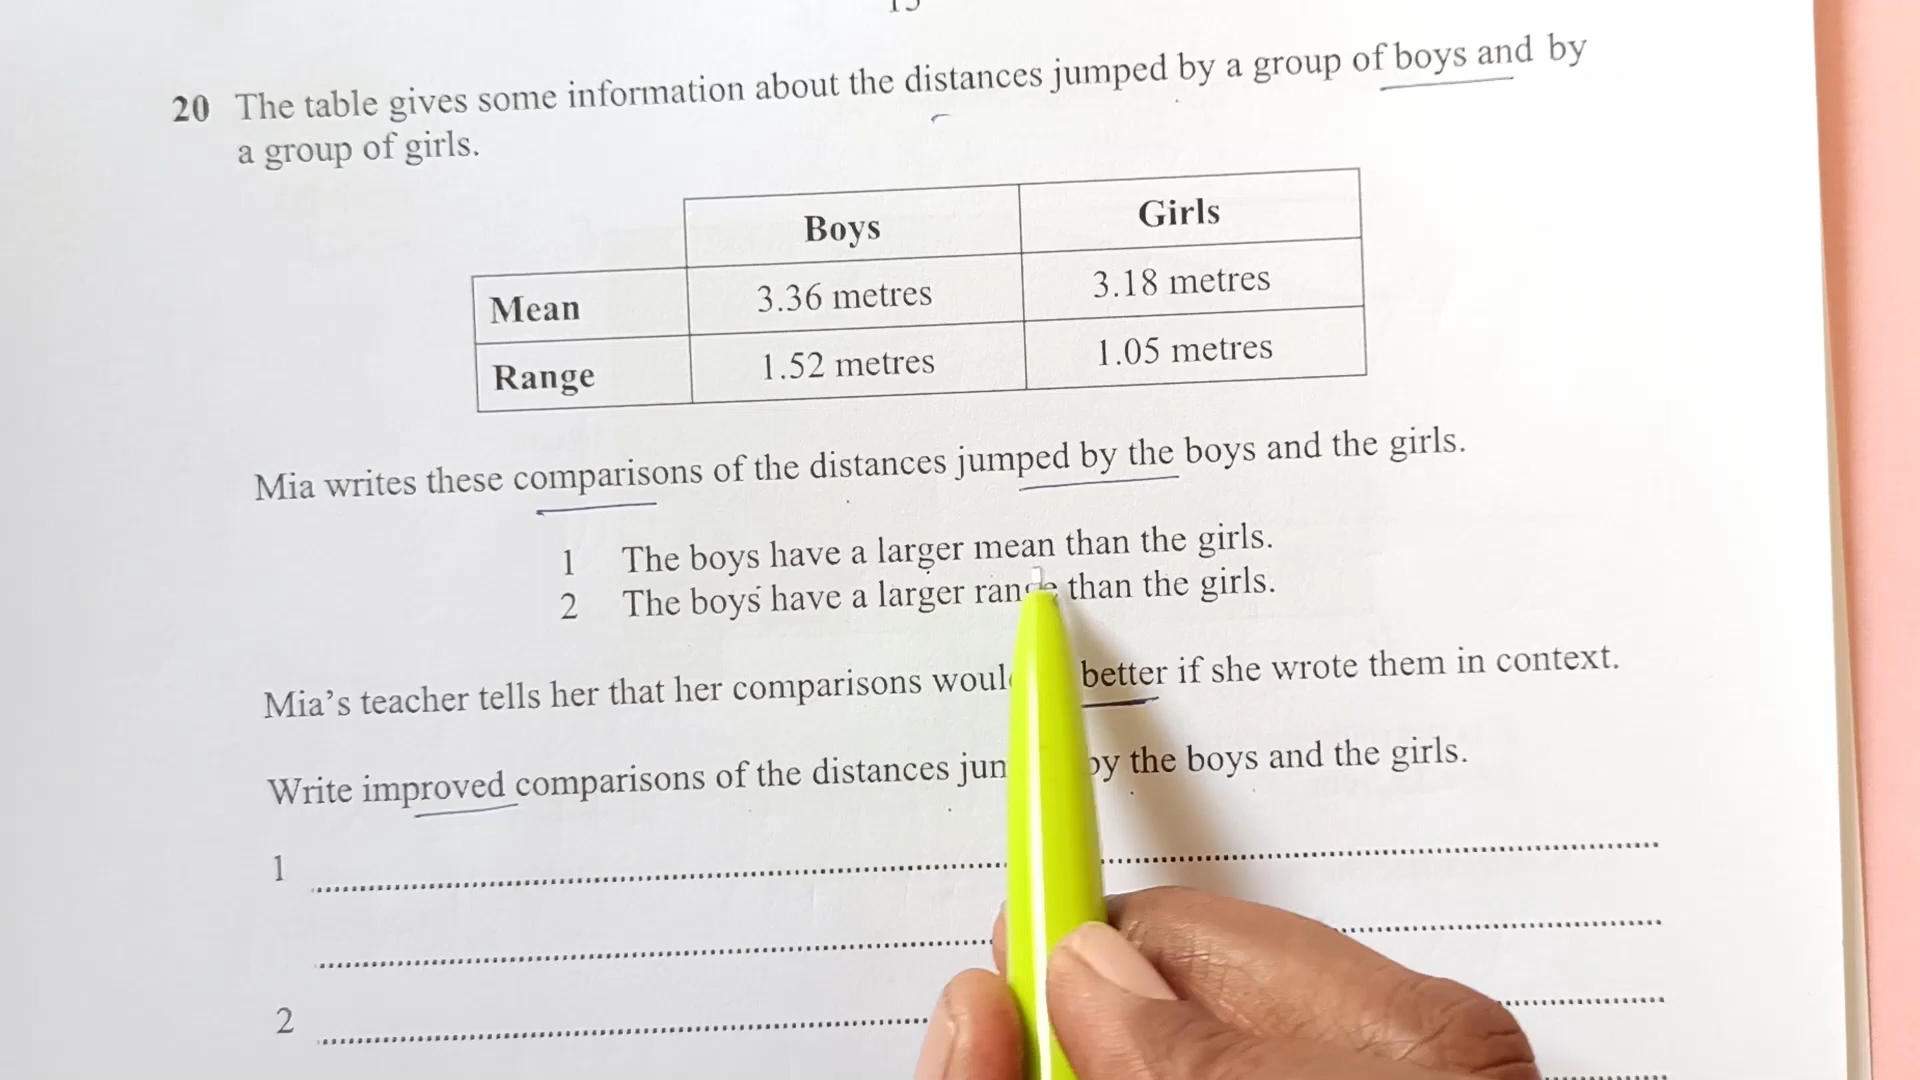 20 The table gives some information about the distances jumped by a group of boys and by
a group of girls.
Boys Girls
Mean 3.36 metres 3.18 metres
Range 1.52 metres 1.05 metres
Mia writes these comparisons of the distances jumped by the boys and the girls.
1 The boys have a larger mean than the girls.
2 The boys have a larger range than the girls.
Mia's teacher tells her that her comparisons would better if she wrote them in context.
Write improved comparisons of the distances by the boys and the girls.
1
2